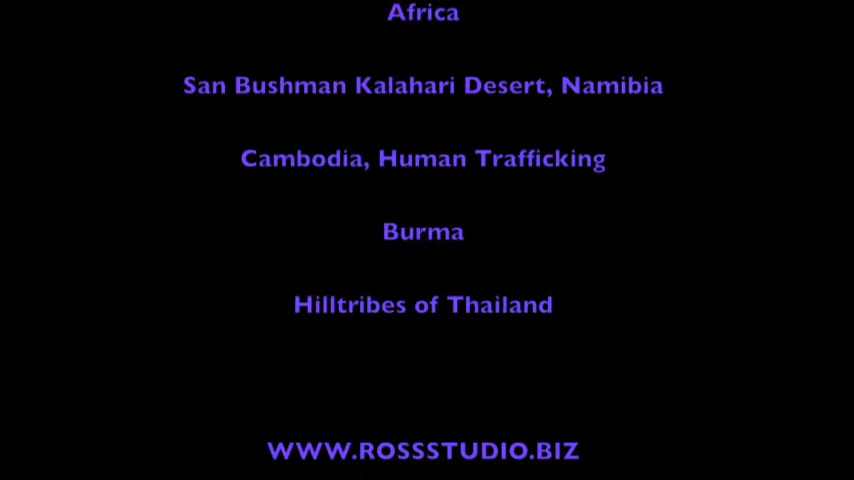 Africa
San Bushman Kalahari Desert, Namibia
Cambodia, Human Trafficking
Burma
Hilltribes of Thailand
WWW.ROSSSTUDIO.BIZ